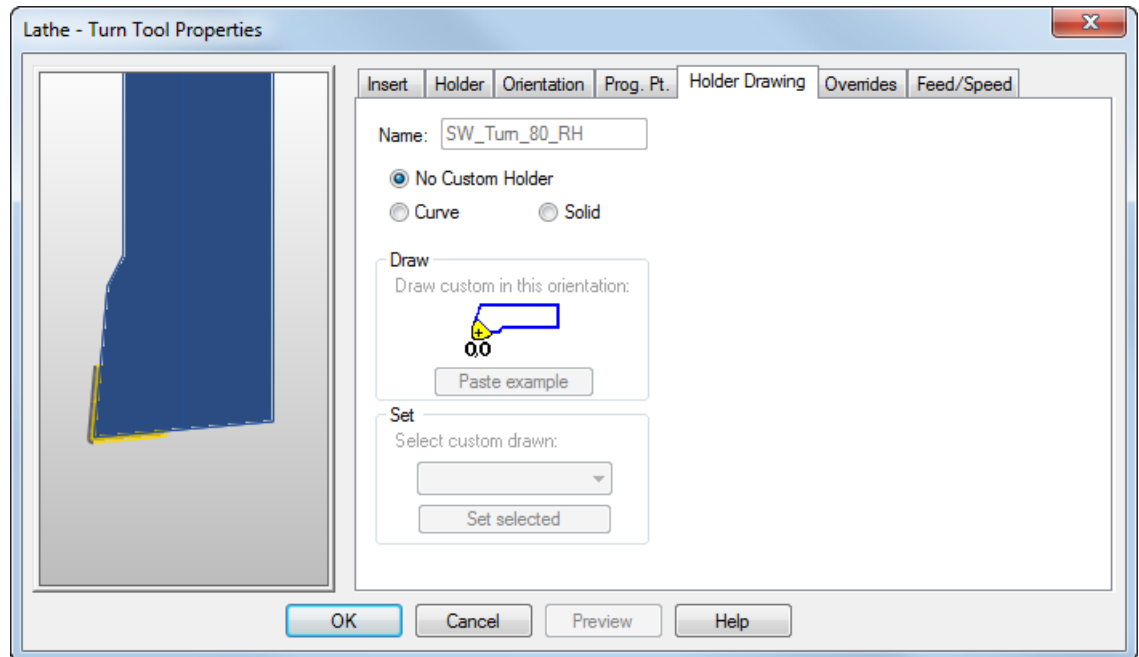 Lathe - Turn Tool Properties
Insert Holder Orientation Prog. Pt. Holder Drawing Overrides Feed/Speed
Name: SW_Turn_80_RH
No Custom Holder
Curve Solid
Draw
Draw custom in this orientation:
0,0
Paste example
Set
Select custom drawn:
Set selected
OK Cancel Preview Help